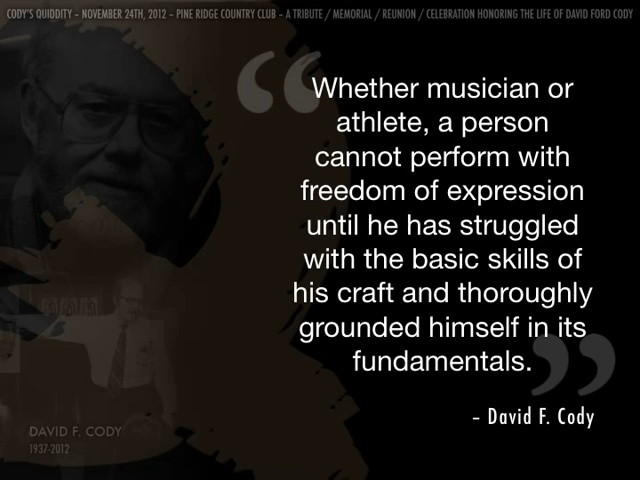 CODY'S QUIDDITY – NOVEMBER 24TH, 2012 – PINE RIDGE COUNTRY CLUB – A TRIBUTE / MEMORIAL / REUNION / CELEBRATION HONORING THE LIFE OF DAVID FORD CODY
“Whether musician or
athlete, a person
cannot perform with
freedom of expression
until he has struggled
with the basic skills of
his craft and thoroughly
grounded himself in its
fundamentals.”
– David F. Cody
DAVID F. CODY
1937-2012